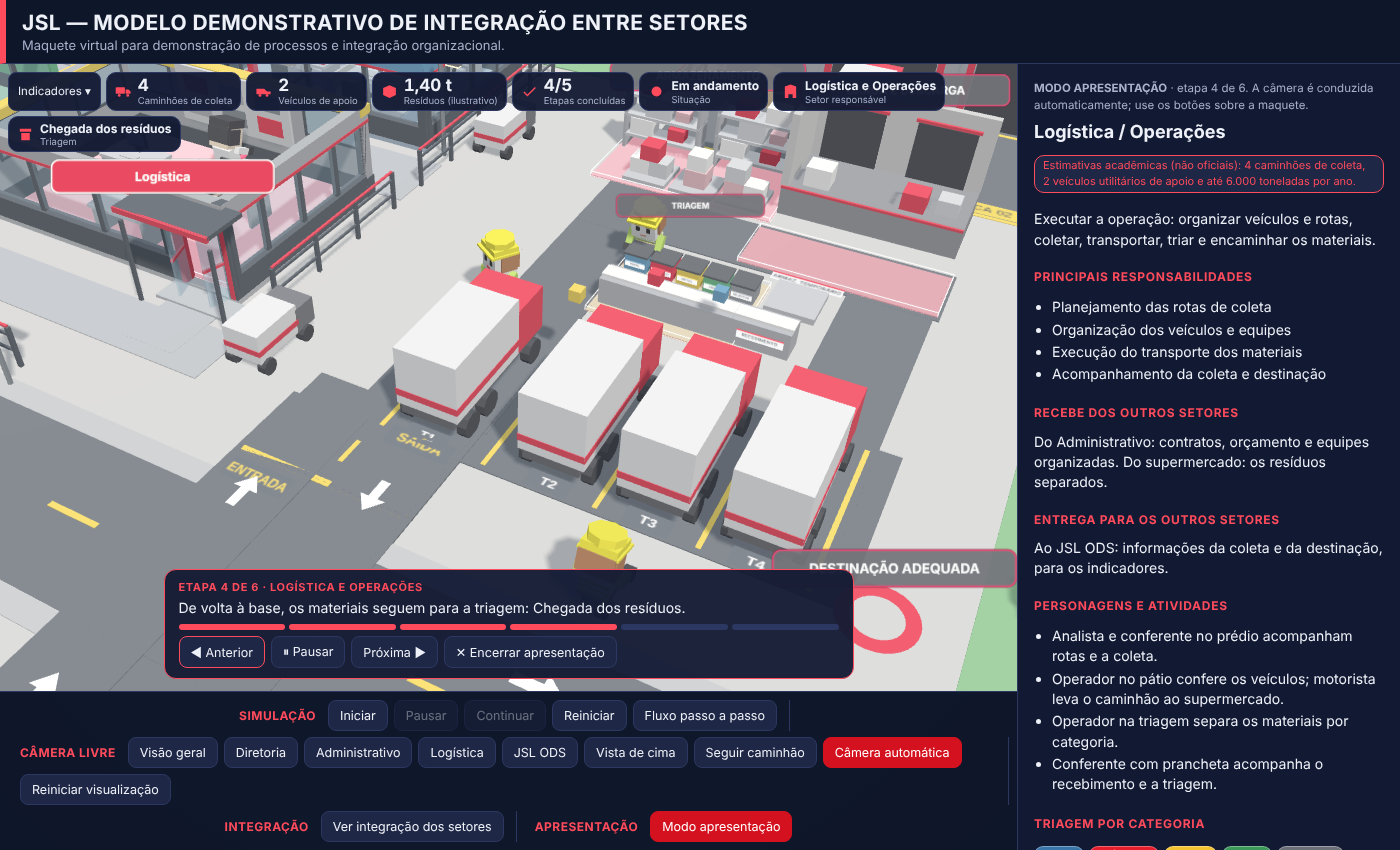 JSL — MODELO DEMONSTRATIVO DE INTEGRAÇÃO ENTRE SETORES
Maquete virtual para demonstração de processos e integração organizacional.
Indicadores ▾
4
Caminhões de coleta
2
Veículos de apoio
1,40 t
Resíduos (ilustrativo)
4/5
Etapas concluídas
Em andamento
Situação
Logística e Operações
Setor responsável
Chegada dos resíduos
Triagem
Logística
TRIAGEM
ENTRADA
SAÍDA
T1
T2
T3
T4
DESTINAÇÃO ADEQUADA
ETAPA 4 DE 6 · LOGÍSTICA E OPERAÇÕES
De volta à base, os materiais seguem para a triagem: Chegada dos resíduos.
◀ Anterior
⏸ Pausar
Próxima ▶
✕ Encerrar apresentação
SIMULAÇÃO
Iniciar
Pausar
Continuar
Reiniciar
Fluxo passo a passo
CÂMERA LIVRE
Visão geral
Diretoria
Administrativo
Logística
JSL ODS
Vista de cima
Seguir caminhão
Câmera automática
Reiniciar visualização
INTEGRAÇÃO
Ver integração dos setores
APRESENTAÇÃO
Modo apresentação
MODO APRESENTAÇÃO · etapa 4 de 6. A câmera é conduzida
automaticamente; use os botões sobre a maquete.
Logística / Operações
Estimativas acadêmicas (não oficiais): 4 caminhões de coleta,
2 veículos utilitários de apoio e até 6.000 toneladas por ano.
Executar a operação: organizar veículos e rotas,
coletar, transportar, triar e encaminhar os materiais.
PRINCIPAIS RESPONSABILIDADES
• Planejamento das rotas de coleta
• Organização dos veículos e equipes
• Execução do transporte dos materiais
• Acompanhamento da coleta e destinação
RECEBE DOS OUTROS SETORES
Do Administrativo: contratos, orçamento e equipes
organizadas. Do supermercado: os resíduos
separados.
ENTREGA PARA OS OUTROS SETORES
Ao JSL ODS: informações da coleta e da destinação,
para os indicadores.
PERSONAGENS E ATIVIDADES
• Analista e conferente no prédio acompanham
rotas e a coleta.
• Operador no pátio confere os veículos; motorista
leva o caminhão ao supermercado.
• Operador na triagem separa os materiais por
categoria.
• Conferente com prancheta acompanha o
recebimento e a triagem.
TRIAGEM POR CATEGORIA